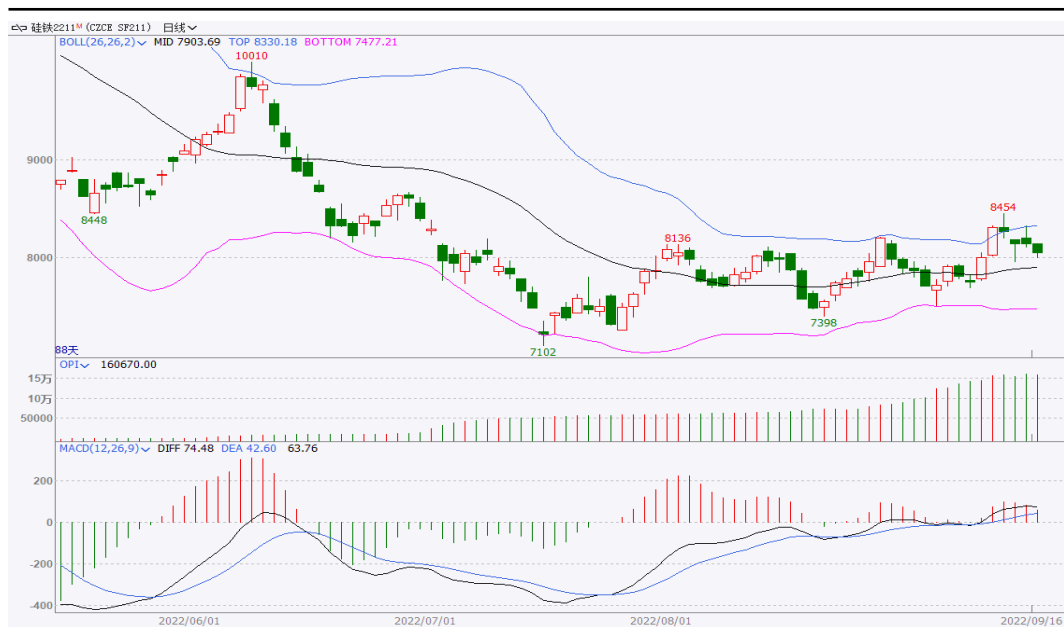 硅铁2211ᴹ (CZCE SF211) 日线
BOLL(26,26,2) MID 7903.69 TOP 8330.18 BOTTOM 7477.21
10010
9000
8448
8454
8136
8000
7398
7102
88天
OPI 160670.00
15万
10万
50000
MACD(12,26,9) DIFF 74.48 DEA 42.60 63.76
200
0
-200
-400
2022/06/01 2022/07/01 2022/08/01 2022/09/16